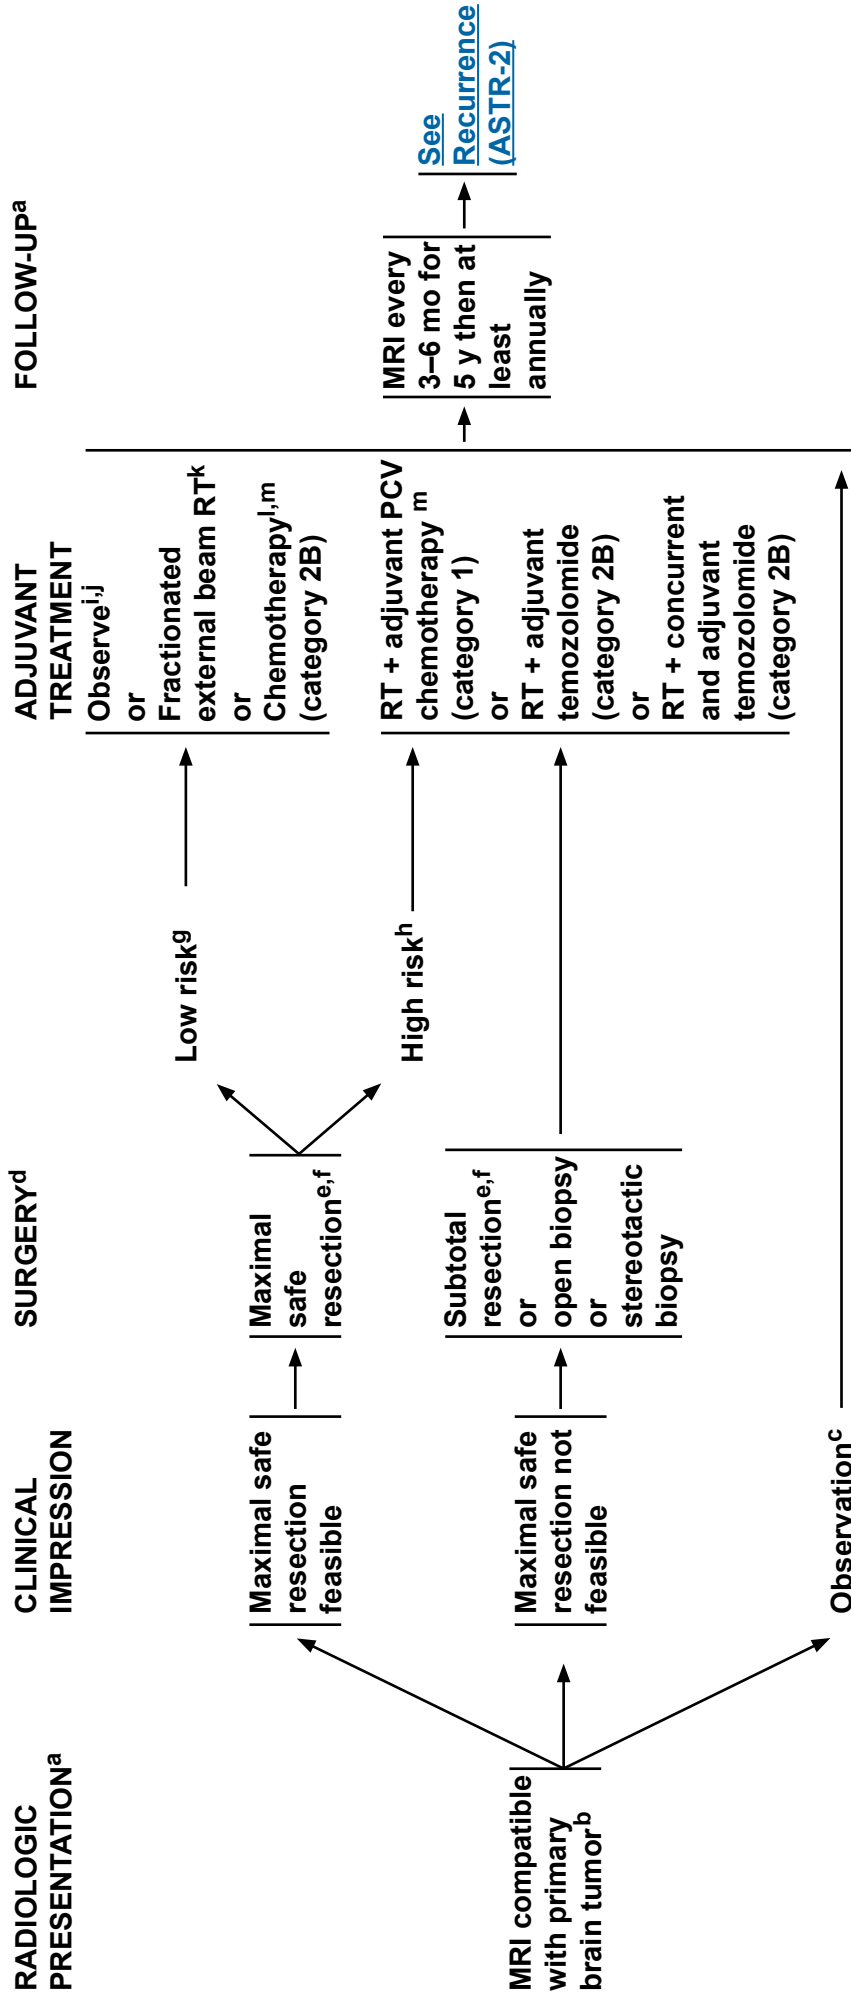 RADIOLOGIC
PRESENTATIONᵃ
CLINICAL
IMPRESSION
SURGERYᵈ
ADJUVANT
TREATMENT
FOLLOW-UPᵃ
MRI compatible
with primary
brain tumorᵇ
Maximal safe
resection
feasible
Maximal safe
resection not
feasible
Observationᶜ
Maximal
safe
resectionᵉ,ᶠ
Subtotal
resectionᵉ,ᶠ
or
open biopsy
or
stereotactic
biopsy
Low riskᵍ
High riskʰ
Observeⁱ,ʲ
or
Fractionated
external beam RTᵏ
or
Chemotherapyˡ,ᵐ
(category 2B)
RT + adjuvant PCV
chemotherapy ᵐ
(category 1)
or
RT + adjuvant
temozolomide
(category 2B)
or
RT + concurrent
and adjuvant
temozolomide
(category 2B)
MRI every
3–6 mo for
5 y then at
least
annually
See
Recurrence
(ASTR-2)